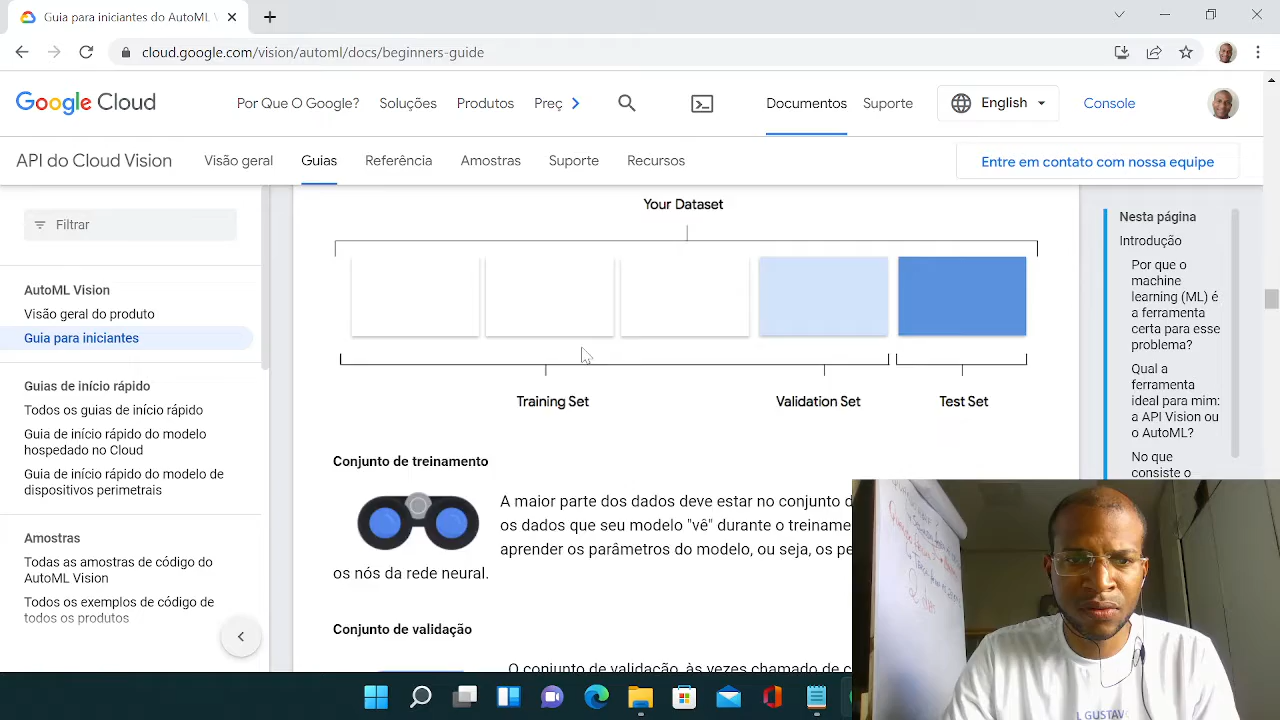 Guia para iniciantes do AutoML V
cloud.google.com/vision/automl/docs/beginners-guide
Google Cloud
Por Que O Google?
Soluções
Produtos
Preç
Documentos
Suporte
English
Console
API do Cloud Vision
Visão geral
Guias
Referência
Amostras
Suporte
Recursos
Entre em contato com nossa equipe
Filtrar
AutoML Vision
Visão geral do produto
Guia para iniciantes
Guias de início rápido
Todos os guias de início rápido
Guia de início rápido do modelo
hospedado no Cloud
Guia de início rápido do modelo de
dispositivos perimetrais
Amostras
Todas as amostras de código do
AutoML Vision
Todos os exemplos de código de
todos os produtos
Your Dataset
Training Set
Validation Set
Test Set
Conjunto de treinamento
A maior parte dos dados deve estar no conjunto d
os dados que seu modelo "vê" durante o treiname
aprender os parâmetros do modelo, ou seja, os pe
os nós da rede neural.
Conjunto de validação
O conjunto de validação, às vezes chamado de c
Nesta página
Introdução
Por que o
machine
learning (ML) é
a ferramenta
certa para esse
problema?
Qual a
ferramenta
ideal para mim:
a API Vision ou
o AutoML?
No que
consiste o
L GUSTAV